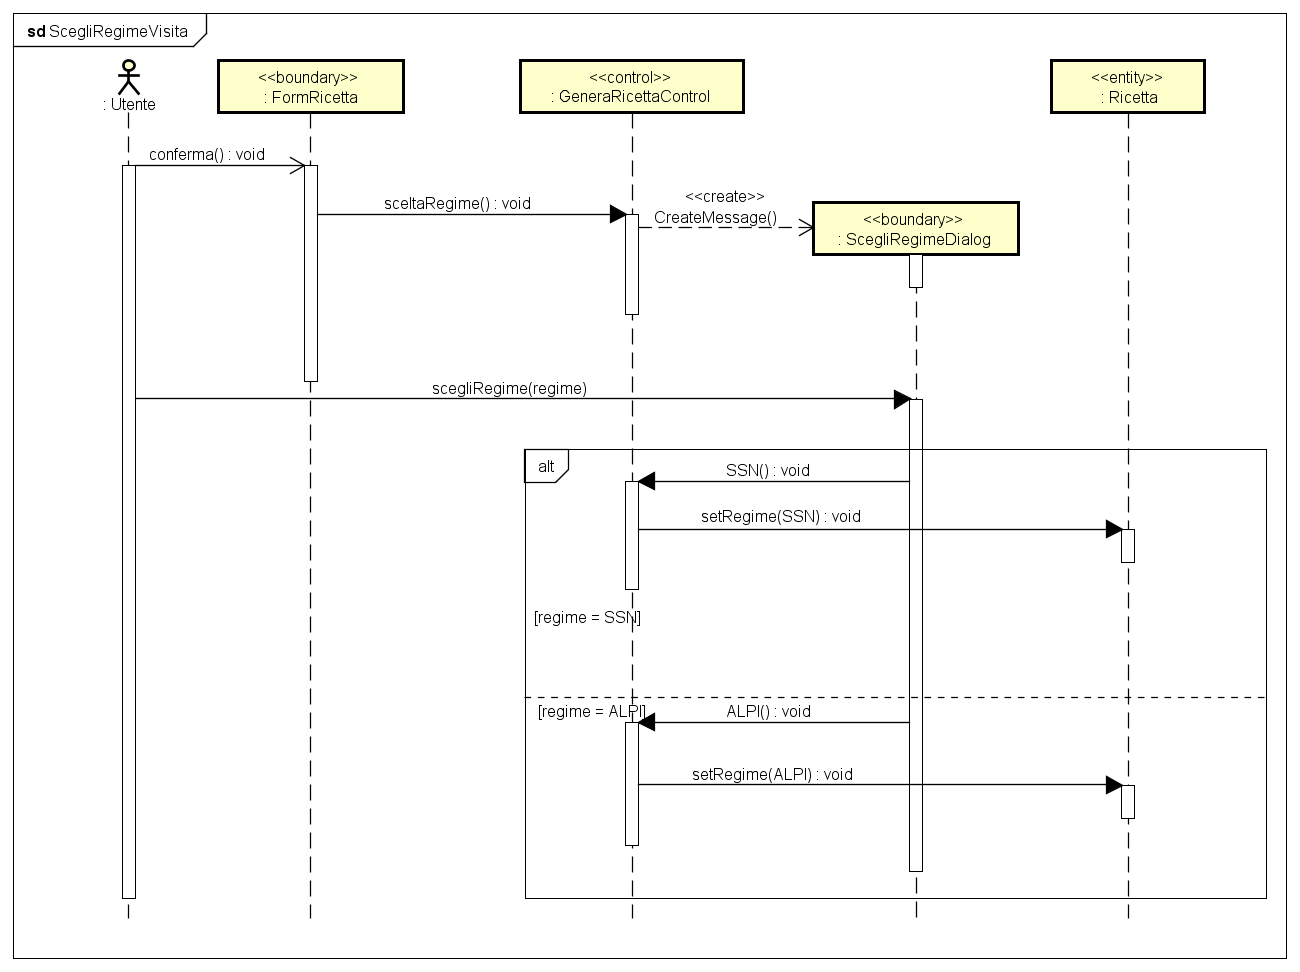 sd ScegliRegimeVisita
: Utente
<<boundary>>
: FormRicetta
<<control>>
: GeneraRicettaControl
<<entity>>
: Ricetta
conferma() : void
sceltaRegime() : void
<<create>>
CreateMessage()
<<boundary>>
: ScegliRegimeDialog
scegliRegime(regime)
alt
SSN() : void
setRegime(SSN) : void
[regime = SSN]
[regime = ALPI]
ALPI() : void
setRegime(ALPI) : void